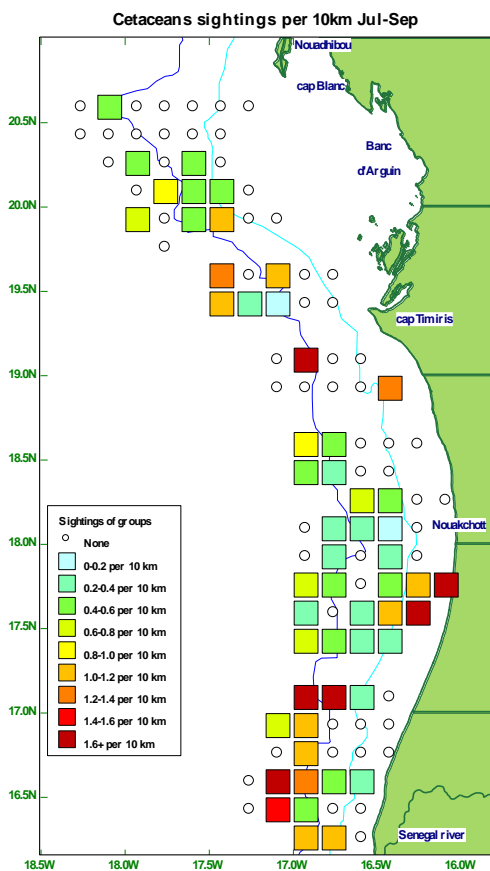 Cetaceans sightings per 10km Jul-Sep
Nouadhibou
cap Blanc
20.5N
Banc
d'Arguin
20.0N
19.5N
cap Timiris
19.0N
18.5N
Sightings of groups
None
0-0.2 per 10 km
0.2-0.4 per 10 km
0.4-0.6 per 10 km
0.6-0.8 per 10 km
0.8-1.0 per 10 km
1.0-1.2 per 10 km
1.2-1.4 per 10 km
1.4-1.6 per 10 km
1.6+ per 10 km
Nouakchott
18.0N
17.5N
17.0N
16.5N
Senegal river
18.5W 18.0W 17.5W 17.0W 16.5W 16.0W